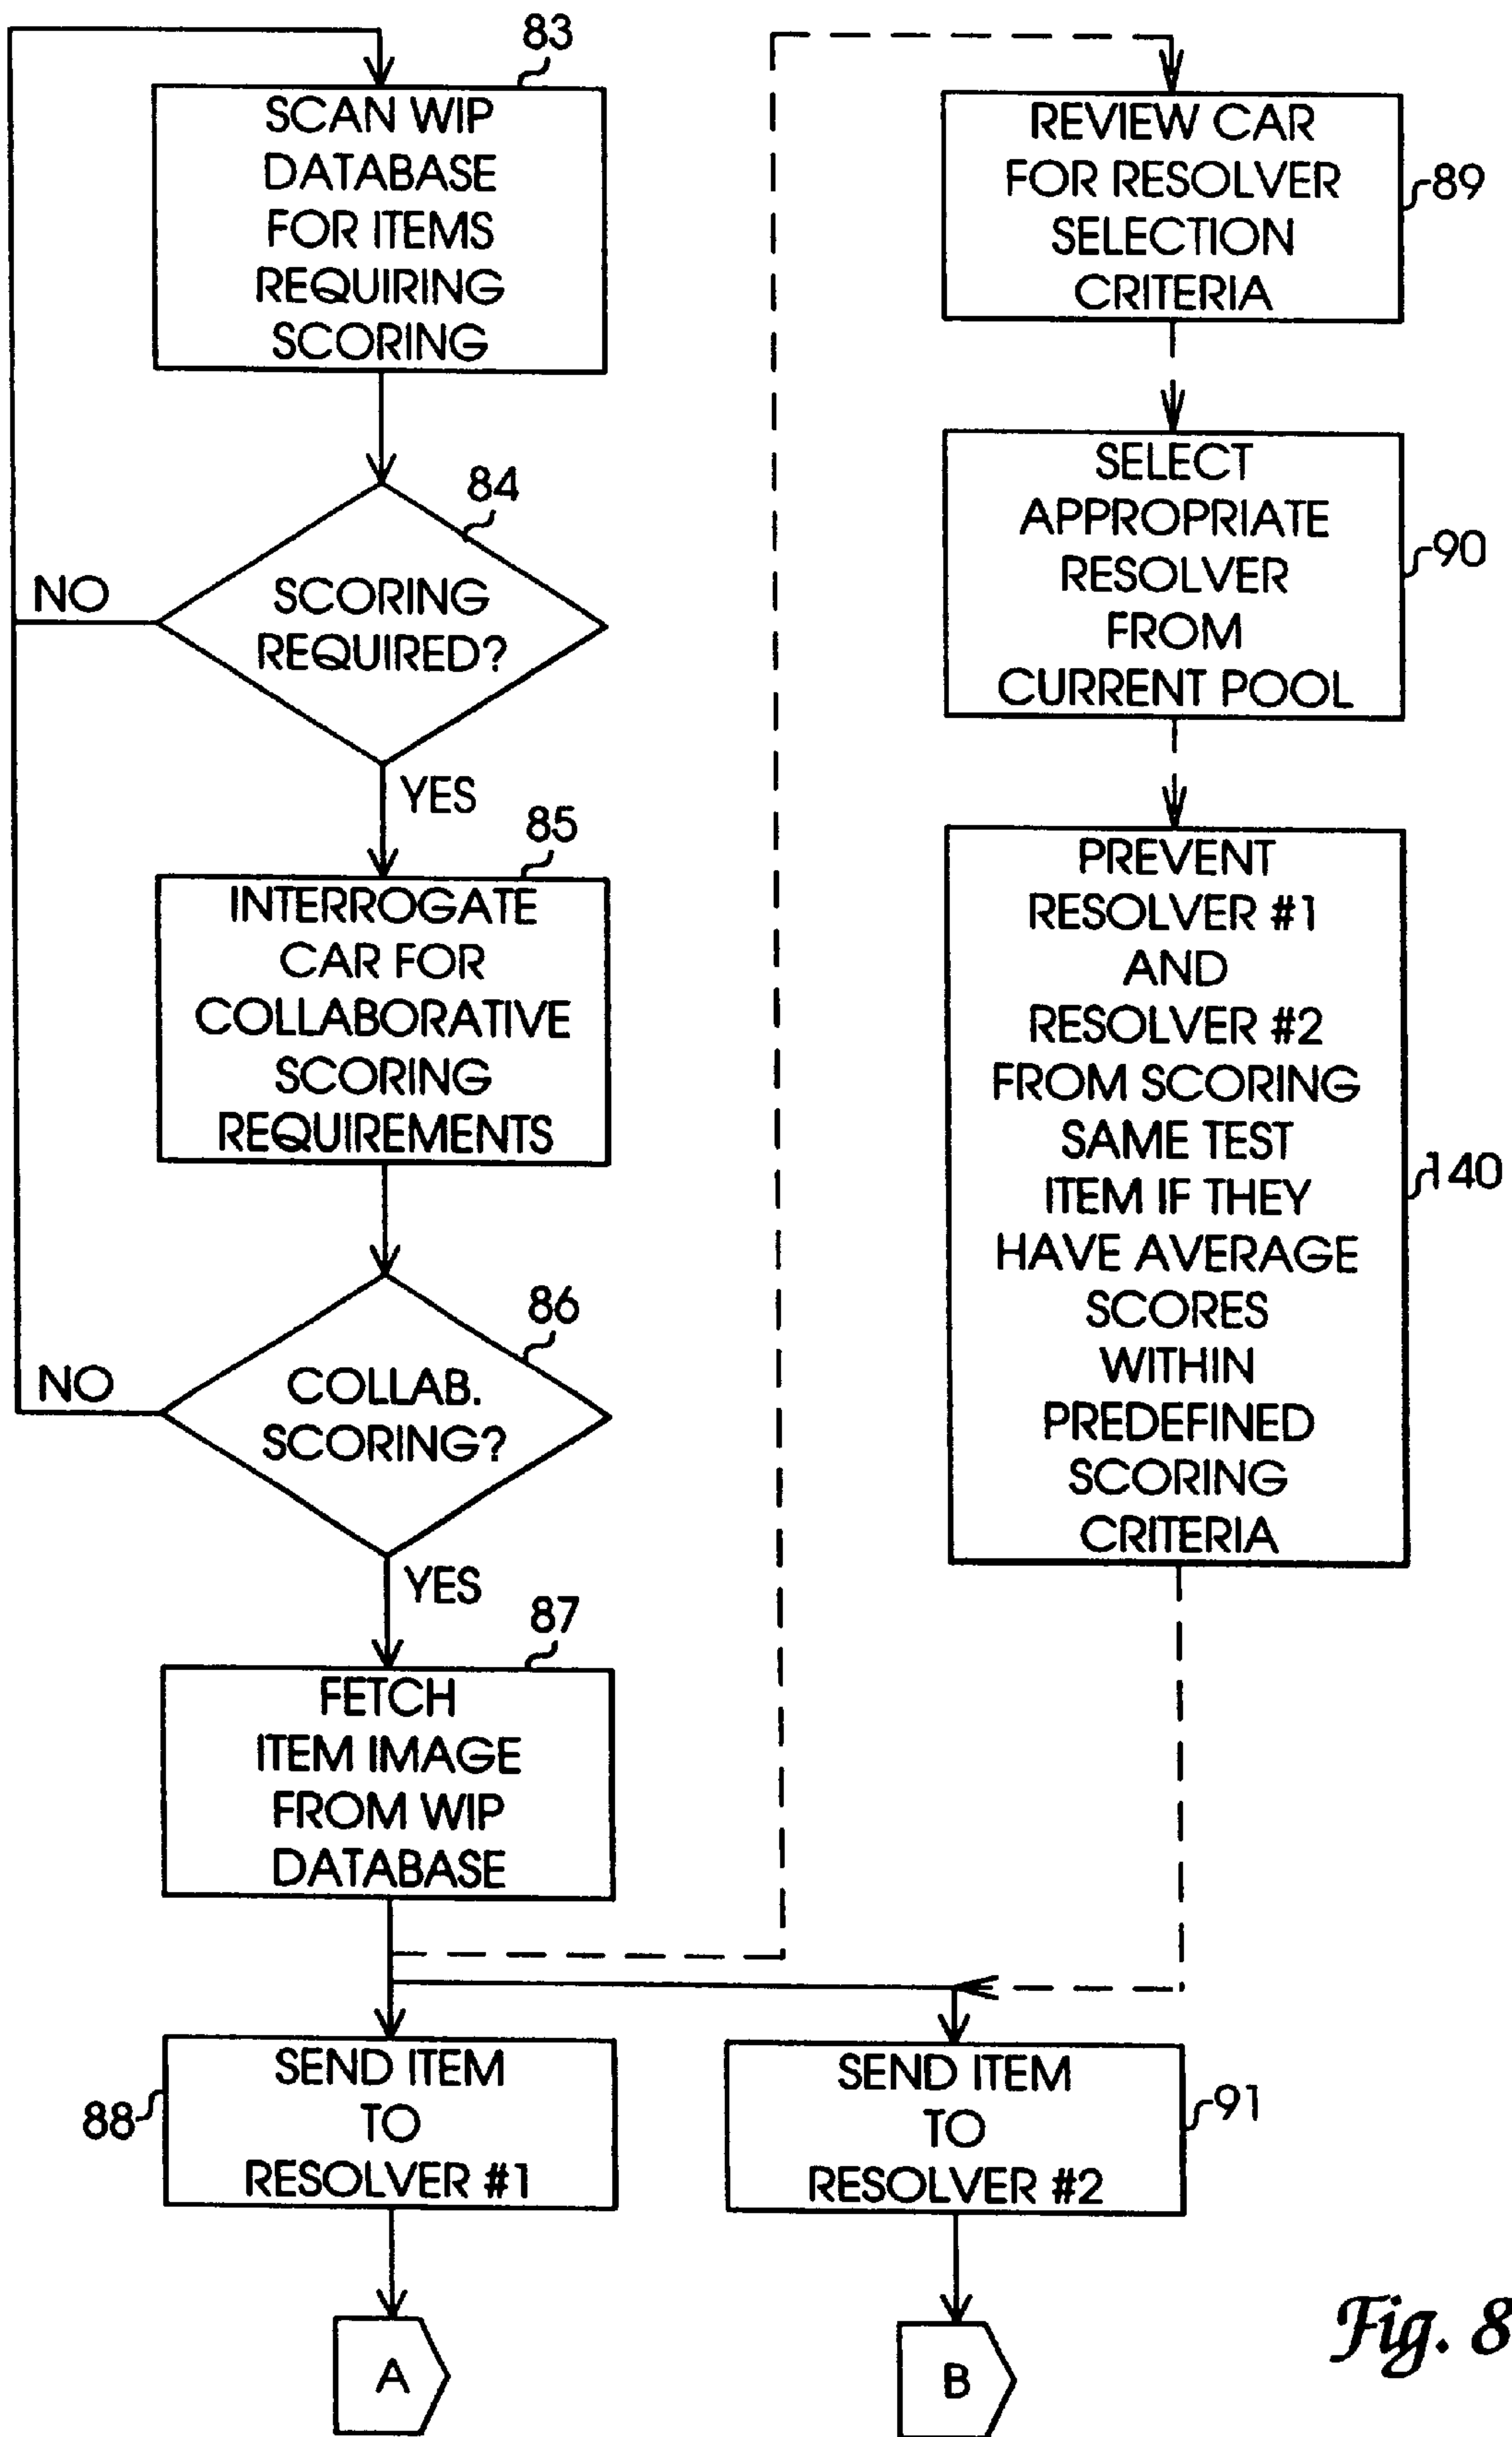 83
SCAN WIP
DATABASE
FOR ITEMS
REQUIRING
SCORING
84
NO
SCORING
REQUIRED?
YES
85
INTERROGATE
CAR FOR
COLLABORATIVE
SCORING
REQUIREMENTS
86
NO
COLLAB.
SCORING?
YES
87
FETCH
ITEM IMAGE
FROM WIP
DATABASE
88
SEND ITEM
TO
RESOLVER #1
A
REVIEW CAR
FOR RESOLVER
SELECTION
CRITERIA
89
SELECT
APPROPRIATE
RESOLVER
FROM
CURRENT POOL
90
PREVENT
RESOLVER #1
AND
RESOLVER #2
FROM SCORING
SAME TEST
ITEM IF THEY
HAVE AVERAGE
SCORES
WITHIN
PREDEFINED
SCORING
CRITERIA
140
SEND ITEM
TO
RESOLVER #2
91
B
Fig. 8